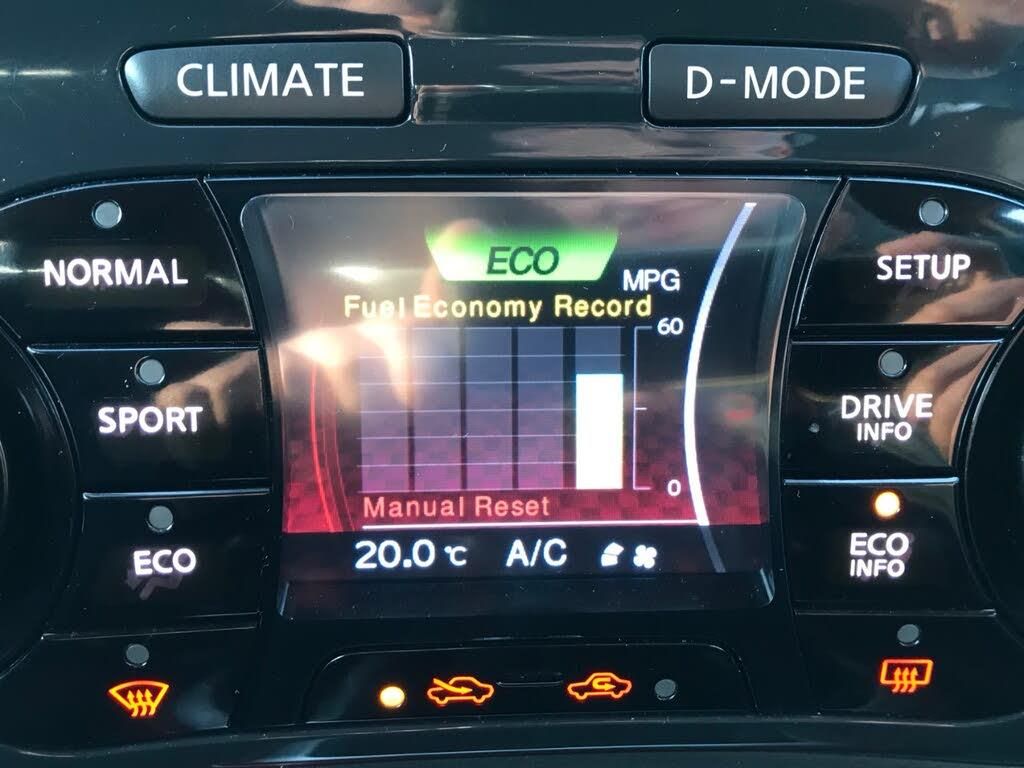 CLIMATE
D-MODE
NORMAL
SPORT
ECO
ECO
MPG
Fuel Economy Record
60
0
Manual Reset
20.0 °C A/C
SETUP
DRIVE
INFO
ECO
INFO